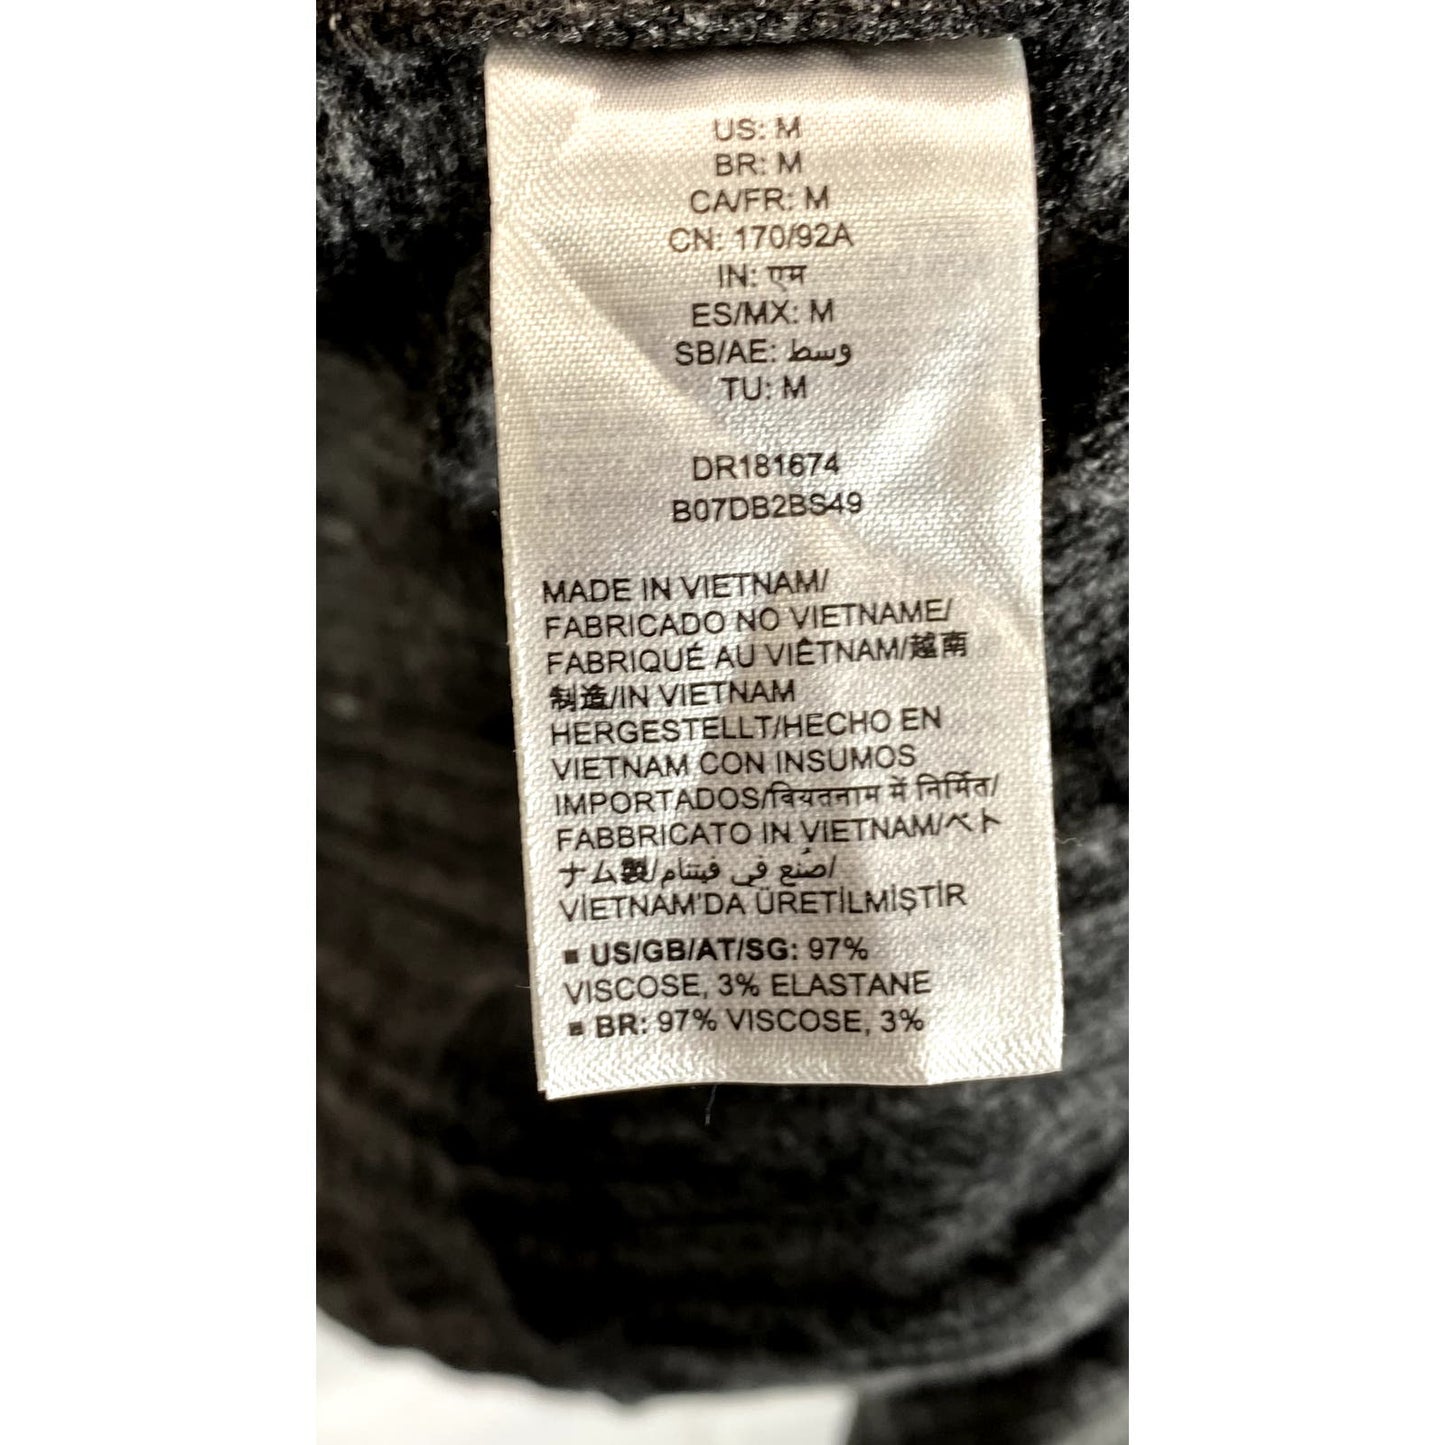 US: M
BR: M
CA/FR: M
CN: 170/92A
IN: एम
ES/MX: M
SB/AE: وسط
TU: M
DR181674
B07DB2BS49
MADE IN VIETNAM/
FABRICADO NO VIETNAME/
FABRIQUÉ AU VIÊTNAM/越南
制造/IN VIETNAM
HERGESTELLT/HECHO EN
VIETNAM CON INSUMOS
IMPORTADOS/वियतनाम में निर्मित/
FABBRICATO IN VIETNAM/ベト
ナム製/صُنع في فيتنام/
VİETNAM'DA ÜRETİLMİŞTİR
▪ US/GB/AT/SG: 97%
VISCOSE, 3% ELASTANE
▪ BR: 97% VISCOSE, 3%